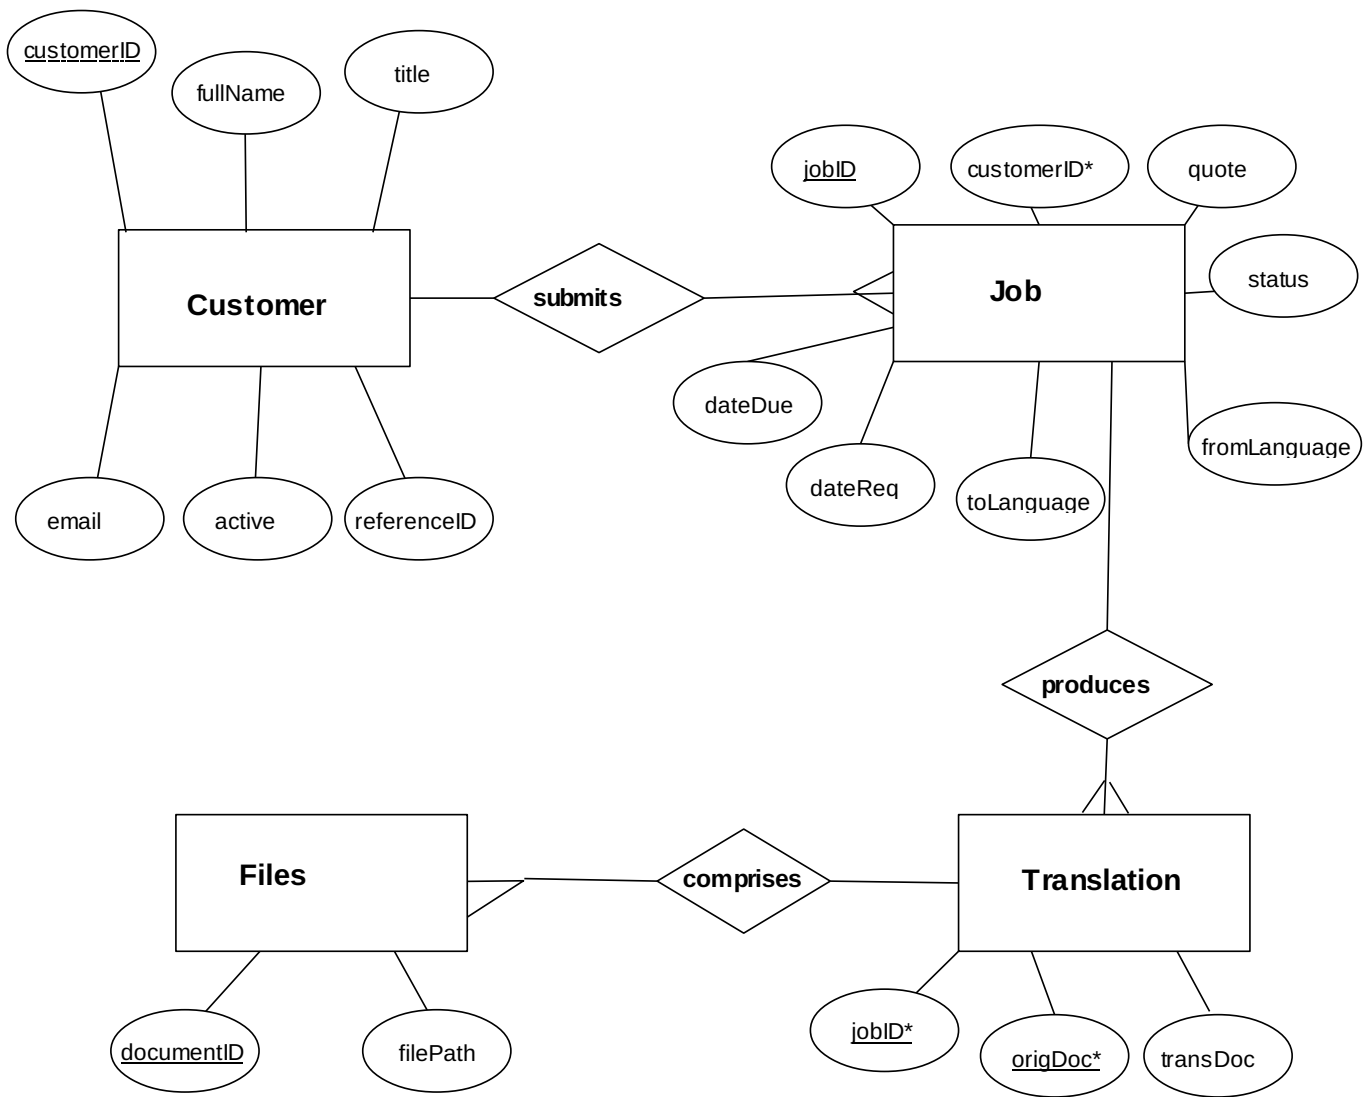 customerID
fullName
title
jobID
customerID*
quote
Customer
submits
Job
status
dateDue
fromLanguage
dateReq
toLanguage
email
active
referenceID
produces
Files
comprises
Translation
documentID
filePath
jobID*
origDoc*
transDoc